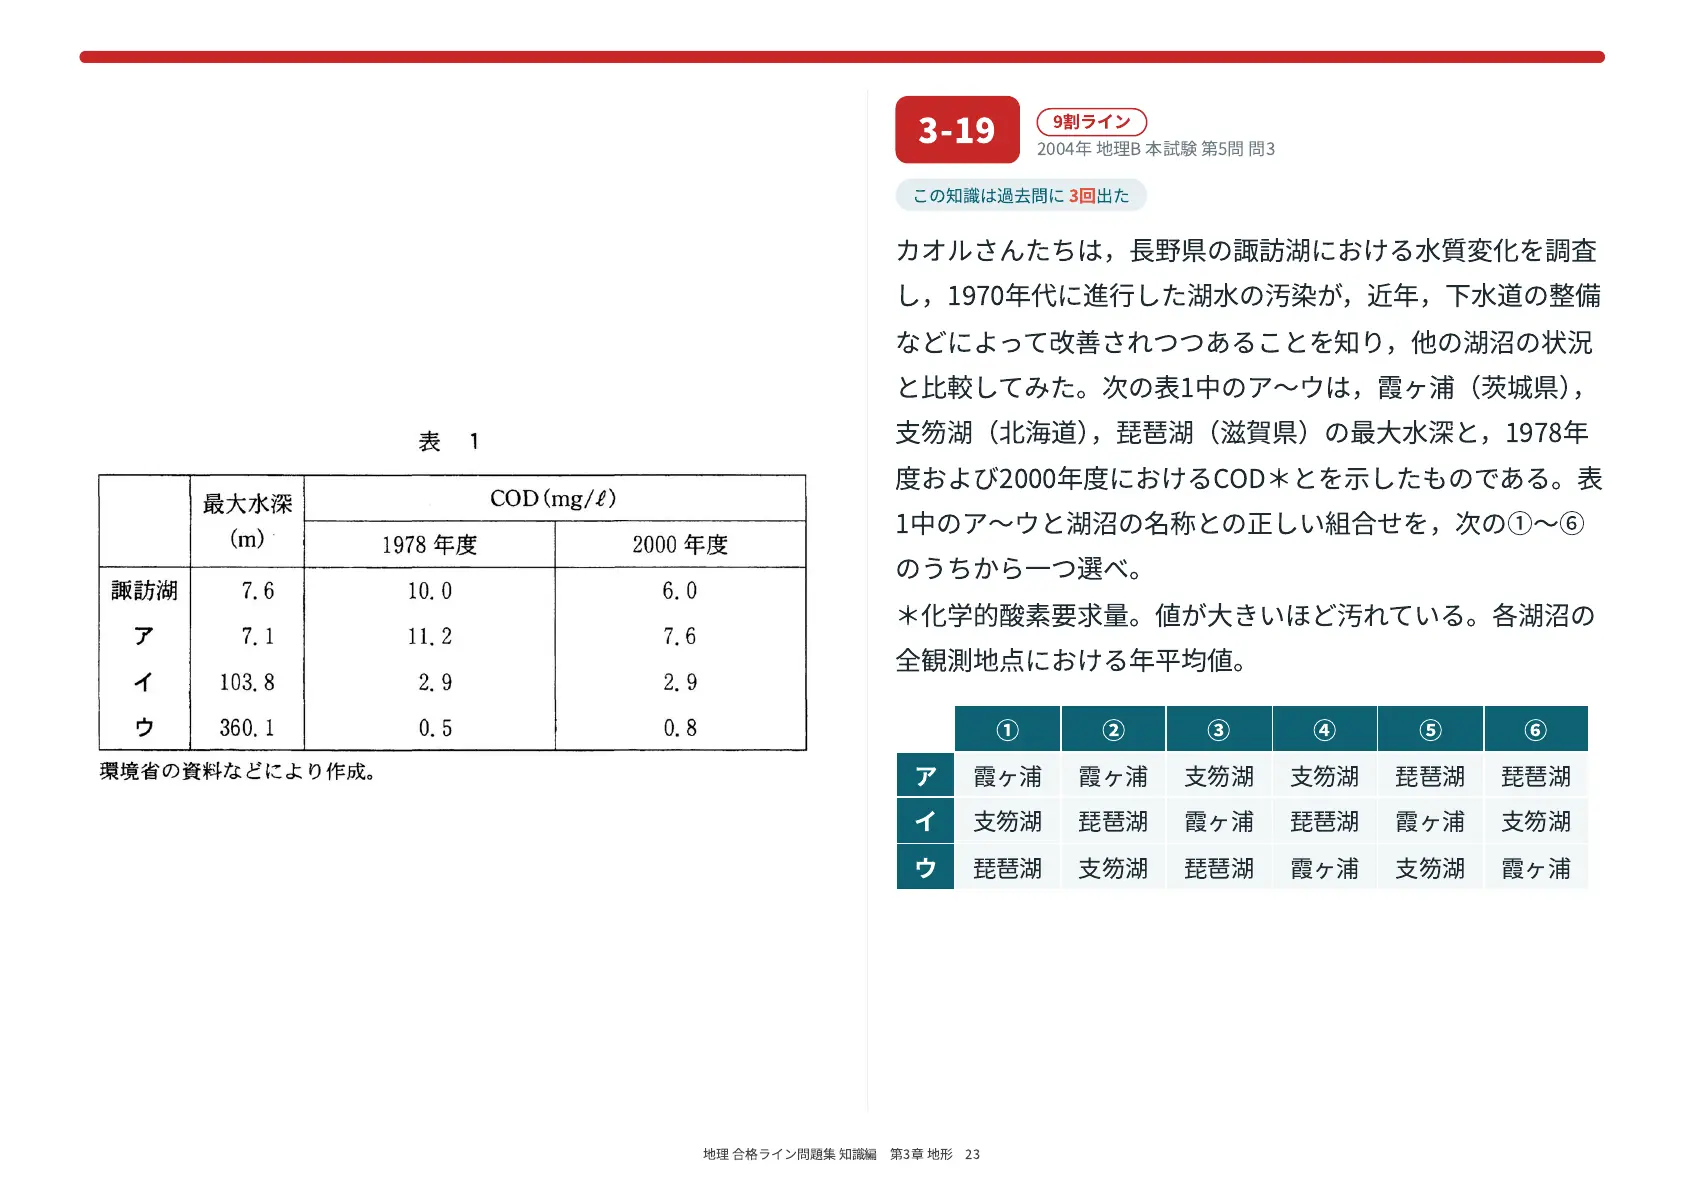 表 1
最大水深
(m)
COD(mg/ℓ)
1978 年度
2000 年度
諏訪湖 7.6 10.0 6.0
ア 7.1 11.2 7.6
イ 103.8 2.9 2.9
ウ 360.1 0.5 0.8
環境省の資料などにより作成。
3-19
9割ライン
2004年 地理B 本試験 第5問 問3
この知識は過去問に 3回出た
カオルさんたちは，長野県の諏訪湖における水質変化を調査
し，1970年代に進行した湖水の汚染が，近年，下水道の整備
などによって改善されつつあることを知り，他の湖沼の状況
と比較してみた。次の表1中のア～ウは，霞ヶ浦（茨城県），
支笏湖（北海道），琵琶湖（滋賀県）の最大水深と，1978年
度および2000年度におけるCOD＊とを示したものである。表
1中のア～ウと湖沼の名称との正しい組合せを，次の①～⑥
のうちから一つ選べ。
＊化学的酸素要求量。値が大きいほど汚れている。各湖沼の
全観測地点における年平均値。
① ② ③ ④ ⑤ ⑥
ア 霞ヶ浦 霞ヶ浦 支笏湖 支笏湖 琵琶湖 琵琶湖
イ 支笏湖 琵琶湖 霞ヶ浦 琵琶湖 霞ヶ浦 支笏湖
ウ 琵琶湖 支笏湖 琵琶湖 霞ヶ浦 支笏湖 霞ヶ浦
地理 合格ライン問題集 知識編 第3章 地形 23